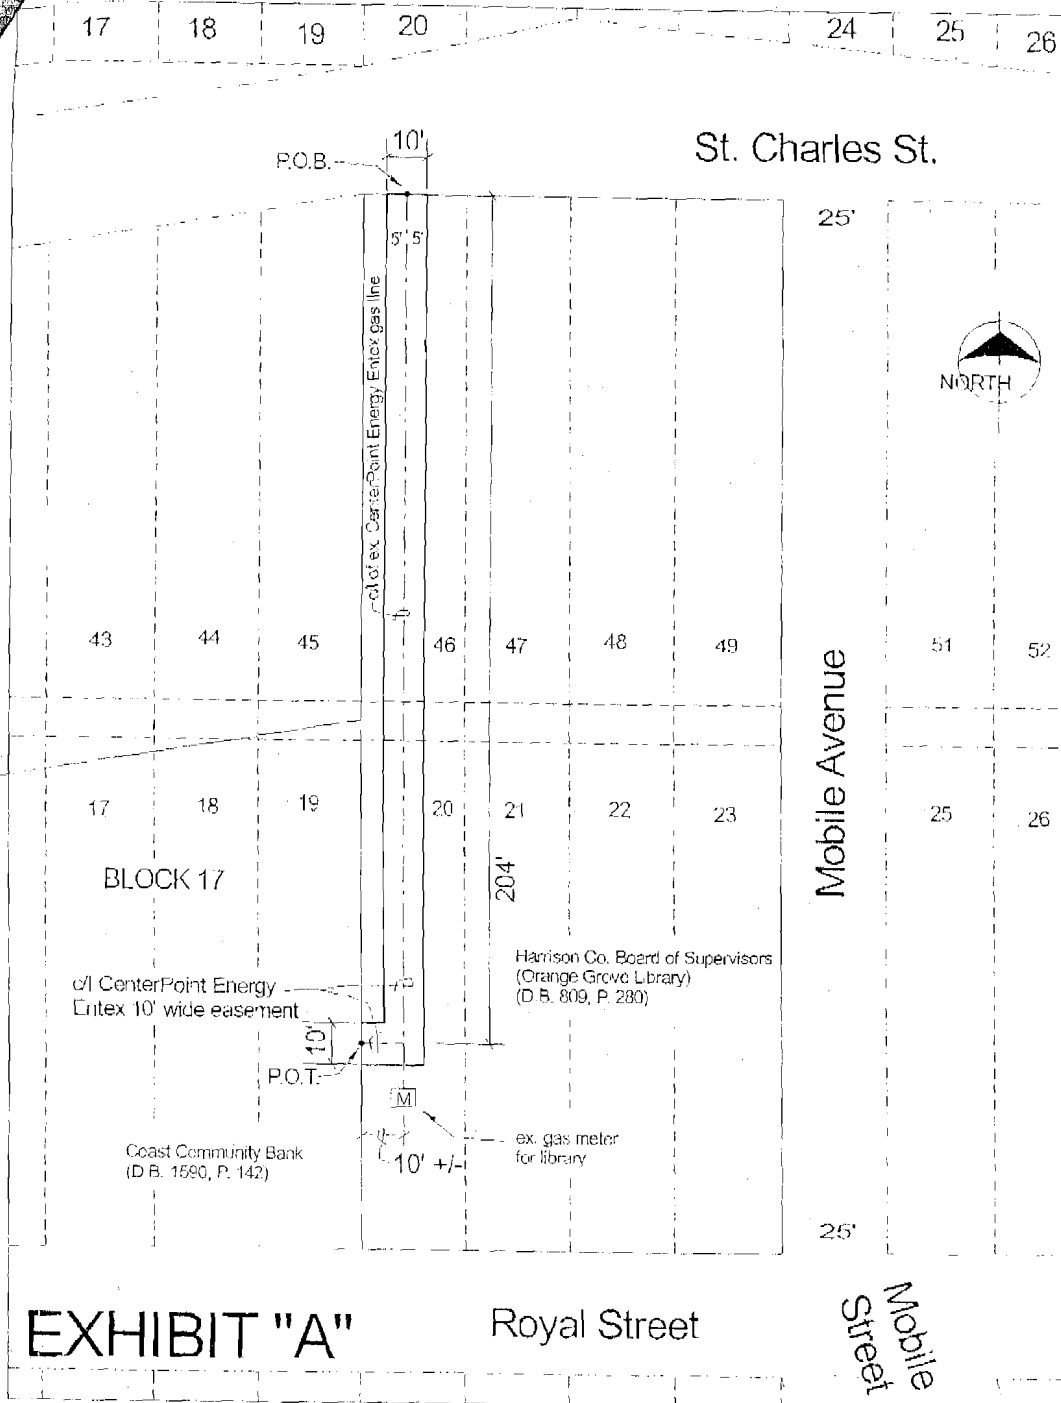 17 18 19 20 24 25 26
St. Charles St.
10'
P.O.B.
25'
5' 5'
c/l of ex. CenterPoint Energy Entex gas line
NORTH
43 44 45 46 47 48 49 51 52
Mobile Avenue
17 18 19 20 21 22 23 25 26
BLOCK 17
204'
Harrison Co. Board of Supervisors
(Orange Grove Library)
(D.B. 809, P. 280)
c/l CenterPoint Energy
Entex 10' wide easement
10'
P.O.T.
M
ex. gas meter
for library
Coast Community Bank
(D.B. 1590, P. 142)
10' +/-
25'
EXHIBIT "A"
Royal Street
Mobile
Street